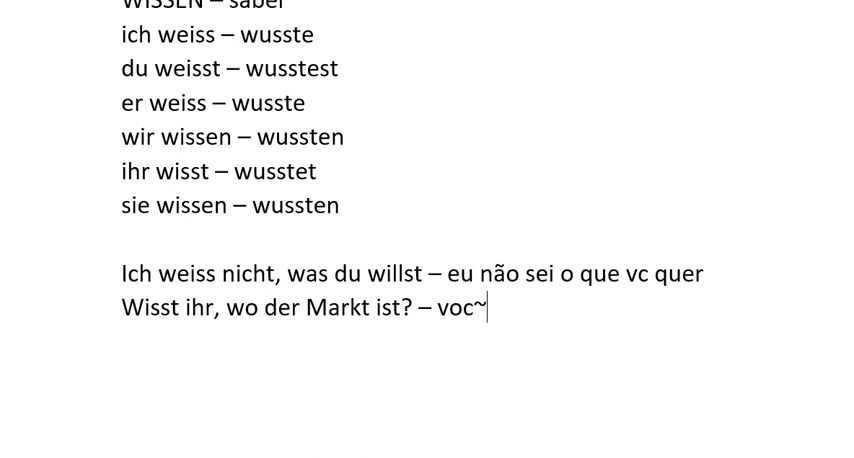 WISSEN – saber
ich weiss – wusste
du weisst – wusstest
er weiss – wusste
wir wissen – wussten
ihr wisst – wusstet
sie wissen – wussten
Ich weiss nicht, was du willst – eu não sei o que vc quer
Wisst ihr, wo der Markt ist? – voc~